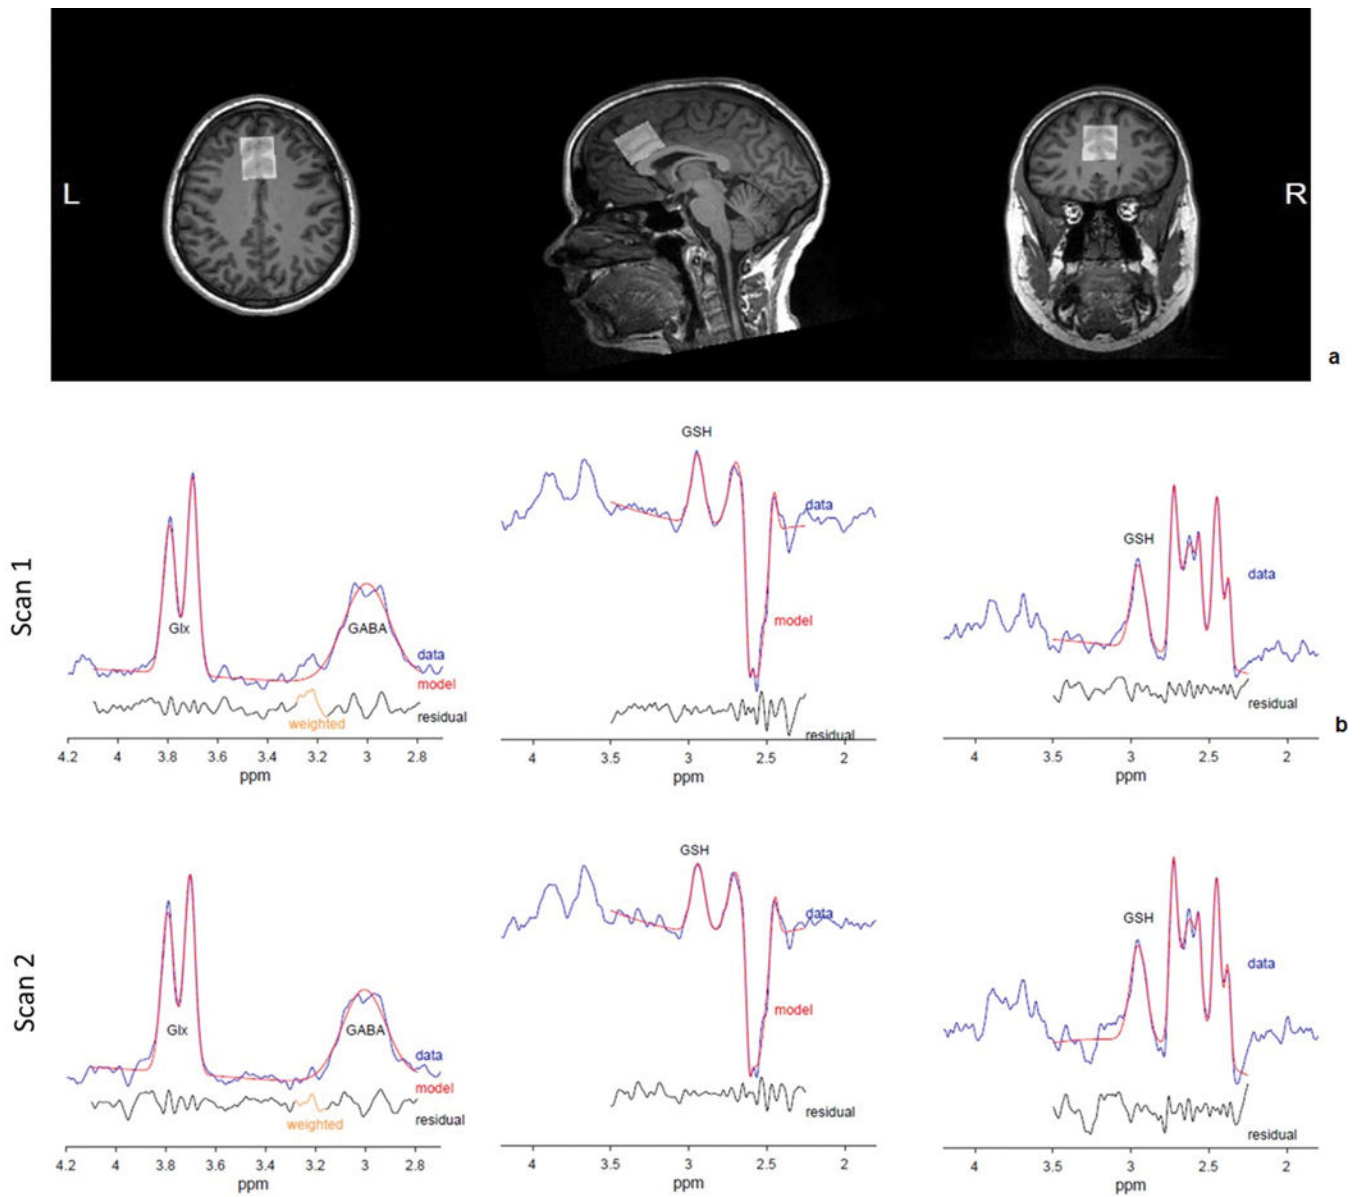 L
R
a
Scan 1
Glx
GABA
data
model
residual
weighted
4.2 4 3.8 3.6 3.4 3.2 3 2.8
ppm
GSH
data
model
residual
4 3 2.5 2
ppm
GSH
data
residual
4 3.5 3 2.5 2
ppm
b
Scan 2
Glx
GABA
data
model
residual
weighted
4.2 4 3.8 3.6 3.4 3.2 3 2.8
ppm
GSH
data
model
residual
4 3 2.5 2
ppm
GSH
data
residual
4 3.5 3 2.5 2
ppm